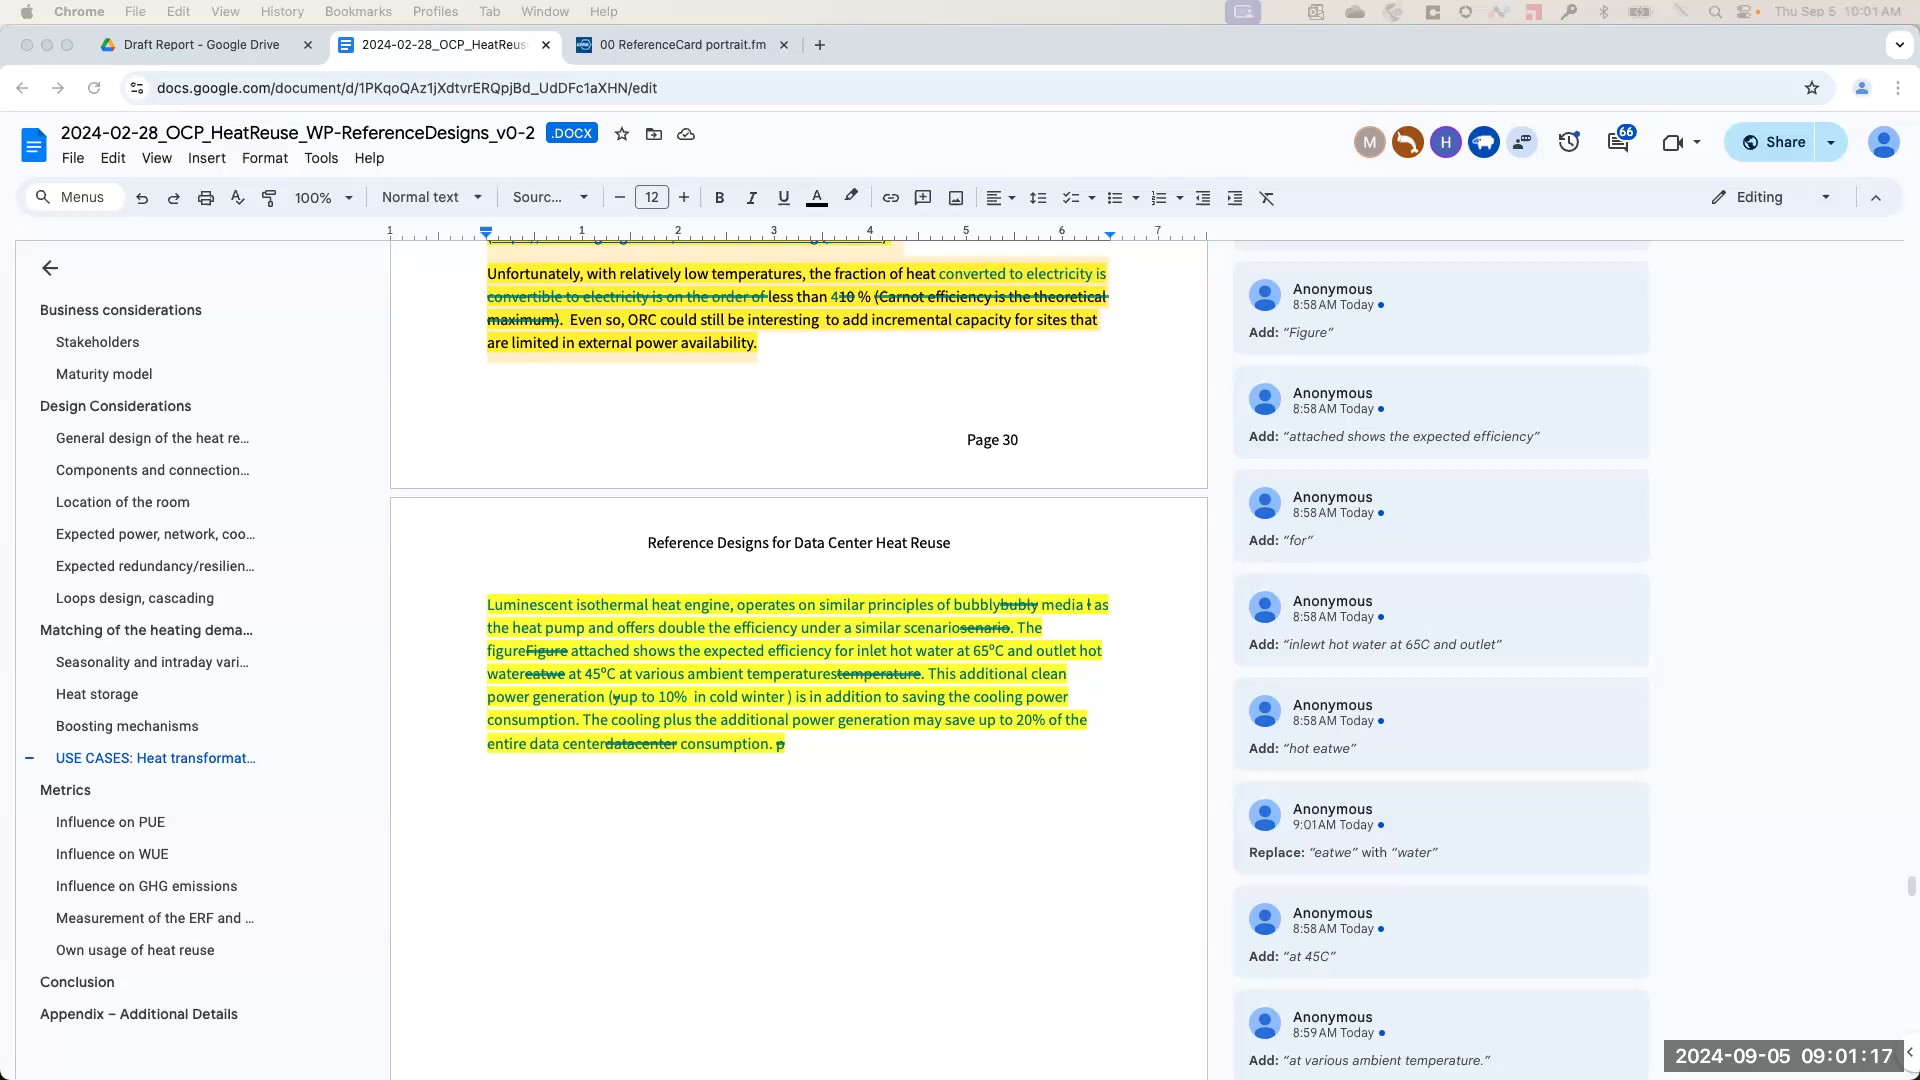 Chrome File Edit View History Bookmarks Profiles Tab Window Help Thu Sep 5 10:01 AM
Draft Report - Google Drive 2024-02-28_OCP_HeatReus 00 ReferenceCard portrait.fm
docs.google.com/document/d/1PKqoQAz1jXdtvrERQpjBd_UdDFc1aXHN/edit
2024-02-28_OCP_HeatReuse_WP-ReferenceDesigns_v0-2 .DOCX
File Edit View Insert Format Tools Help
M H 66 Share
Menus 100% Normal text Sourc... 12 B I U A Editing
1 1 2 3 4 5 6 7
Business considerations
Stakeholders
Maturity model
Design Considerations
General design of the heat re...
Components and connection...
Location of the room
Expected power, network, coo...
Expected redundancy/resilien...
Loops design, cascading
Matching of the heating dema...
Seasonality and intraday vari...
Heat storage
Boosting mechanisms
USE CASES: Heat transformat...
Metrics
Influence on PUE
Influence on WUE
Influence on GHG emissions
Measurement of the ERF and ...
Own usage of heat reuse
Conclusion
Appendix – Additional Details
Unfortunately, with relatively low temperatures, the fraction of heat converted to electricity is
convertible to electricity is on the order of less than 410 % (Carnot efficiency is the theoretical
maximum). Even so, ORC could still be interesting to add incremental capacity for sites that
are limited in external power availability.
Page 30
Reference Designs for Data Center Heat Reuse
Luminescent isothermal heat engine, operates on similar principles of bubblybubly media l as
the heat pump and offers double the efficiency under a similar scenariosenario. The
figureFigure attached shows the expected efficiency for inlet hot water at 65ºC and outlet hot
watereatwe at 45ºC at various ambient temperaturestemperature. This additional clean
power generation (yup to 10% in cold winter ) is in addition to saving the cooling power
consumption. The cooling plus the additional power generation may save up to 20% of the
entire data centerdatacenter consumption. p
Anonymous
8:58 AM Today
Add: “Figure”
Anonymous
8:58 AM Today
Add: “attached shows the expected efficiency”
Anonymous
8:58 AM Today
Add: “for”
Anonymous
8:58 AM Today
Add: “inlewt hot water at 65C and outlet”
Anonymous
8:58 AM Today
Add: “hot eatwe”
Anonymous
9:01 AM Today
Replace: “eatwe” with “water”
Anonymous
8:58 AM Today
Add: “at 45C”
Anonymous
8:59 AM Today
Add: “at various ambient temperature.”
2024-09-05 09:01:17